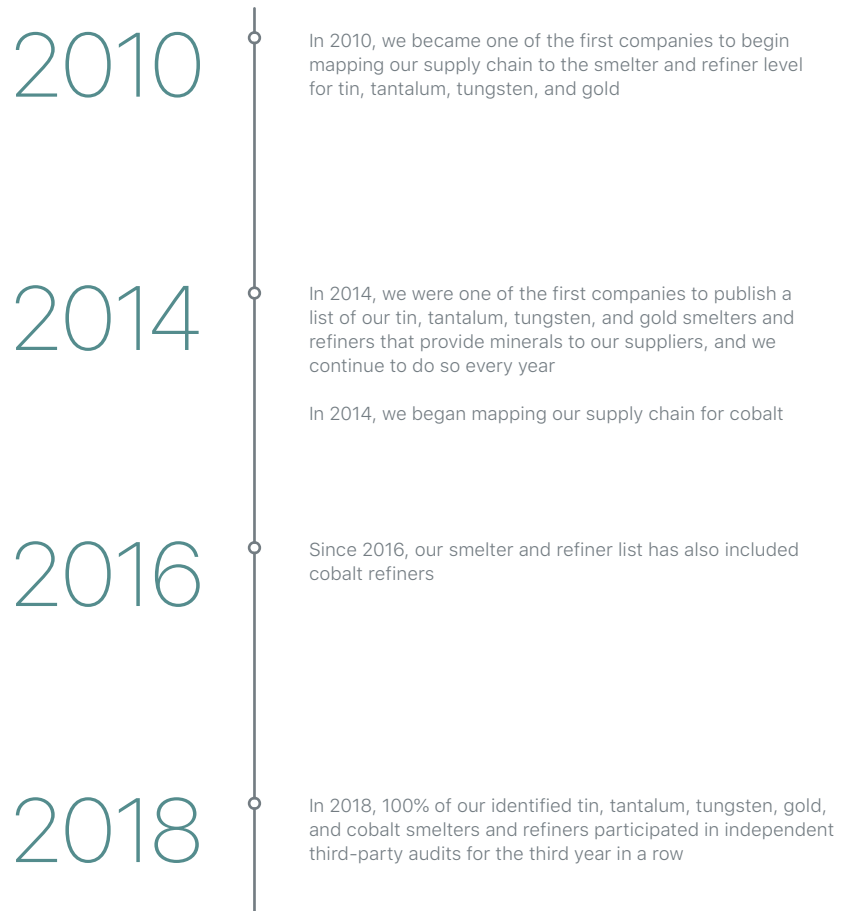 2010
In 2010, we became one of the first companies to begin
mapping our supply chain to the smelter and refiner level
for tin, tantalum, tungsten, and gold
2014
In 2014, we were one of the first companies to publish a
list of our tin, tantalum, tungsten, and gold smelters and
refiners that provide minerals to our suppliers, and we
continue to do so every year
In 2014, we began mapping our supply chain for cobalt
2016
Since 2016, our smelter and refiner list has also included
cobalt refiners
2018
In 2018, 100% of our identified tin, tantalum, tungsten, gold,
and cobalt smelters and refiners participated in independent
third-party audits for the third year in a row